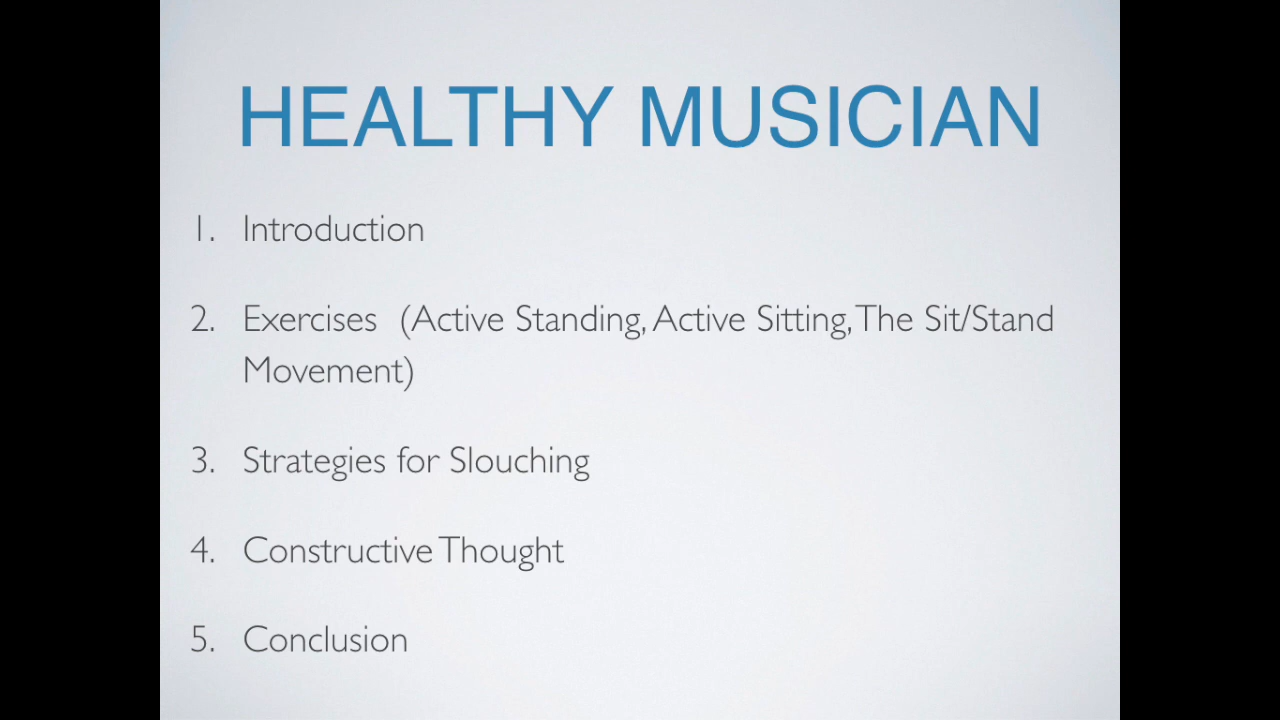 HEALTHY MUSICIAN
1. Introduction
2. Exercises (Active Standing, Active Sitting, The Sit/Stand
Movement)
3. Strategies for Slouching
4. Constructive Thought
5. Conclusion